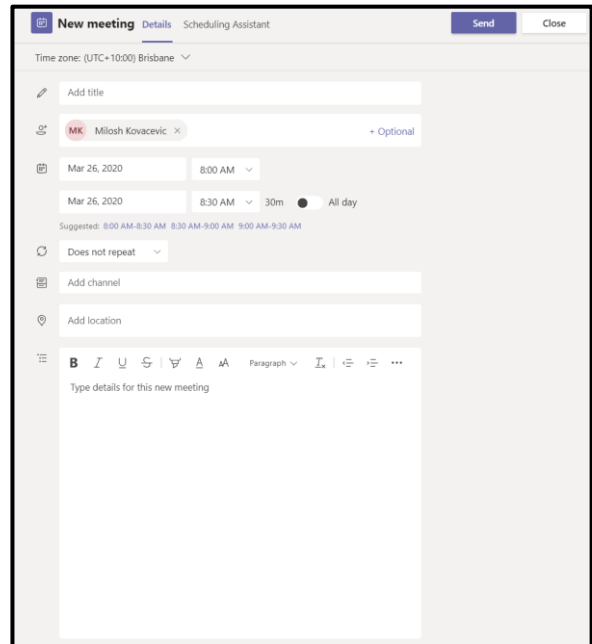 New meeting Details Scheduling Assistant Send Close
Time zone: (UTC+10:00) Brisbane
Add title
MK Milosh Kovacevic × + Optional
Mar 26, 2020 8:00 AM
Mar 26, 2020 8:30 AM 30m All day
Suggested: 8:00 AM-8:30 AM 8:30 AM-9:00 AM 9:00 AM-9:30 AM
Does not repeat
Add channel
Add location
B I U S A AA Paragraph Ix ...
Type details for this new meeting